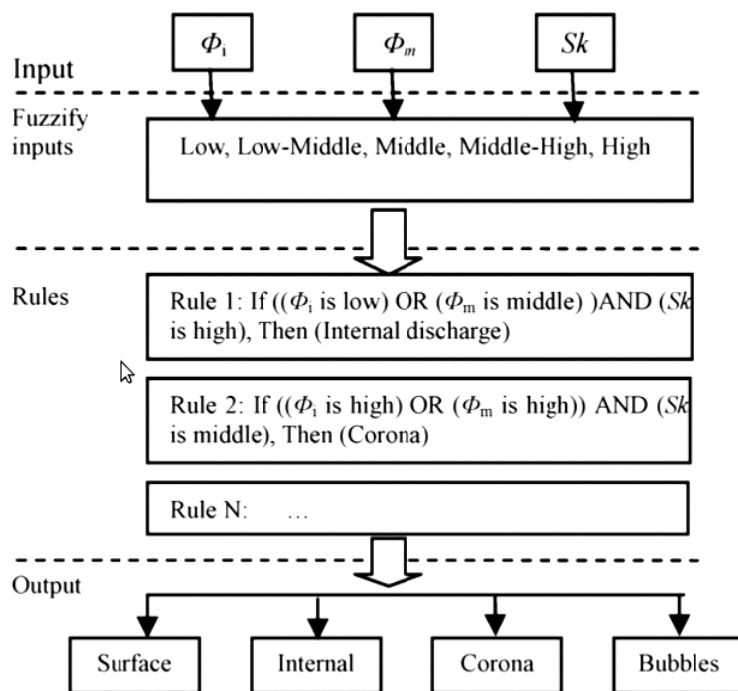 Φi Φm Sk
Input
Fuzzify
inputs
Low, Low-Middle, Middle, Middle-High, High
Rules
Rule 1: If ((Φi is low) OR (Φm is middle) )AND (Sk
is high), Then (Internal discharge)
Rule 2: If ((Φi is high) OR (Φm is high)) AND (Sk
is middle), Then (Corona)
Rule N: ...
Output
Surface Internal Corona Bubbles